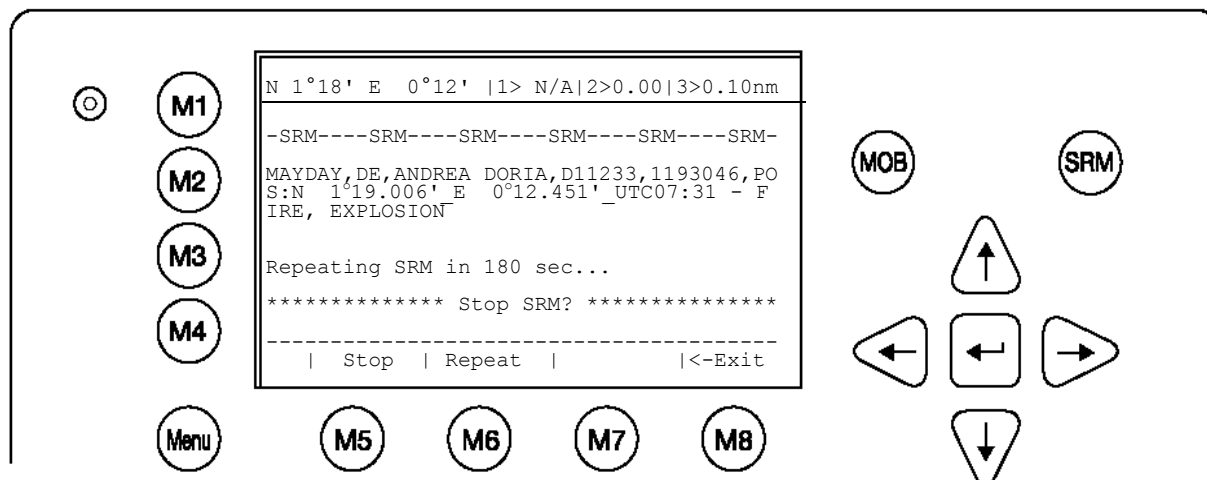 N 1°18' E  0°12' |1> N/A|2>0.00|3>0.10nm
M1
-SRM----SRM----SRM----SRM----SRM----SRM-
MOB
SRM
M2
MAYDAY,DE,ANDREA DORIA,D11233,1193046,PO
S:N  1°19.006'_E  0°12.451'_UTC07:31 - F
IRE, EXPLOSION
M3
Repeating SRM in 180 sec...
************** Stop SRM? ***************
M4
----------------------------------------
|  Stop  | Repeat  |         |<-Exit
Menu
M5
M6
M7
M8